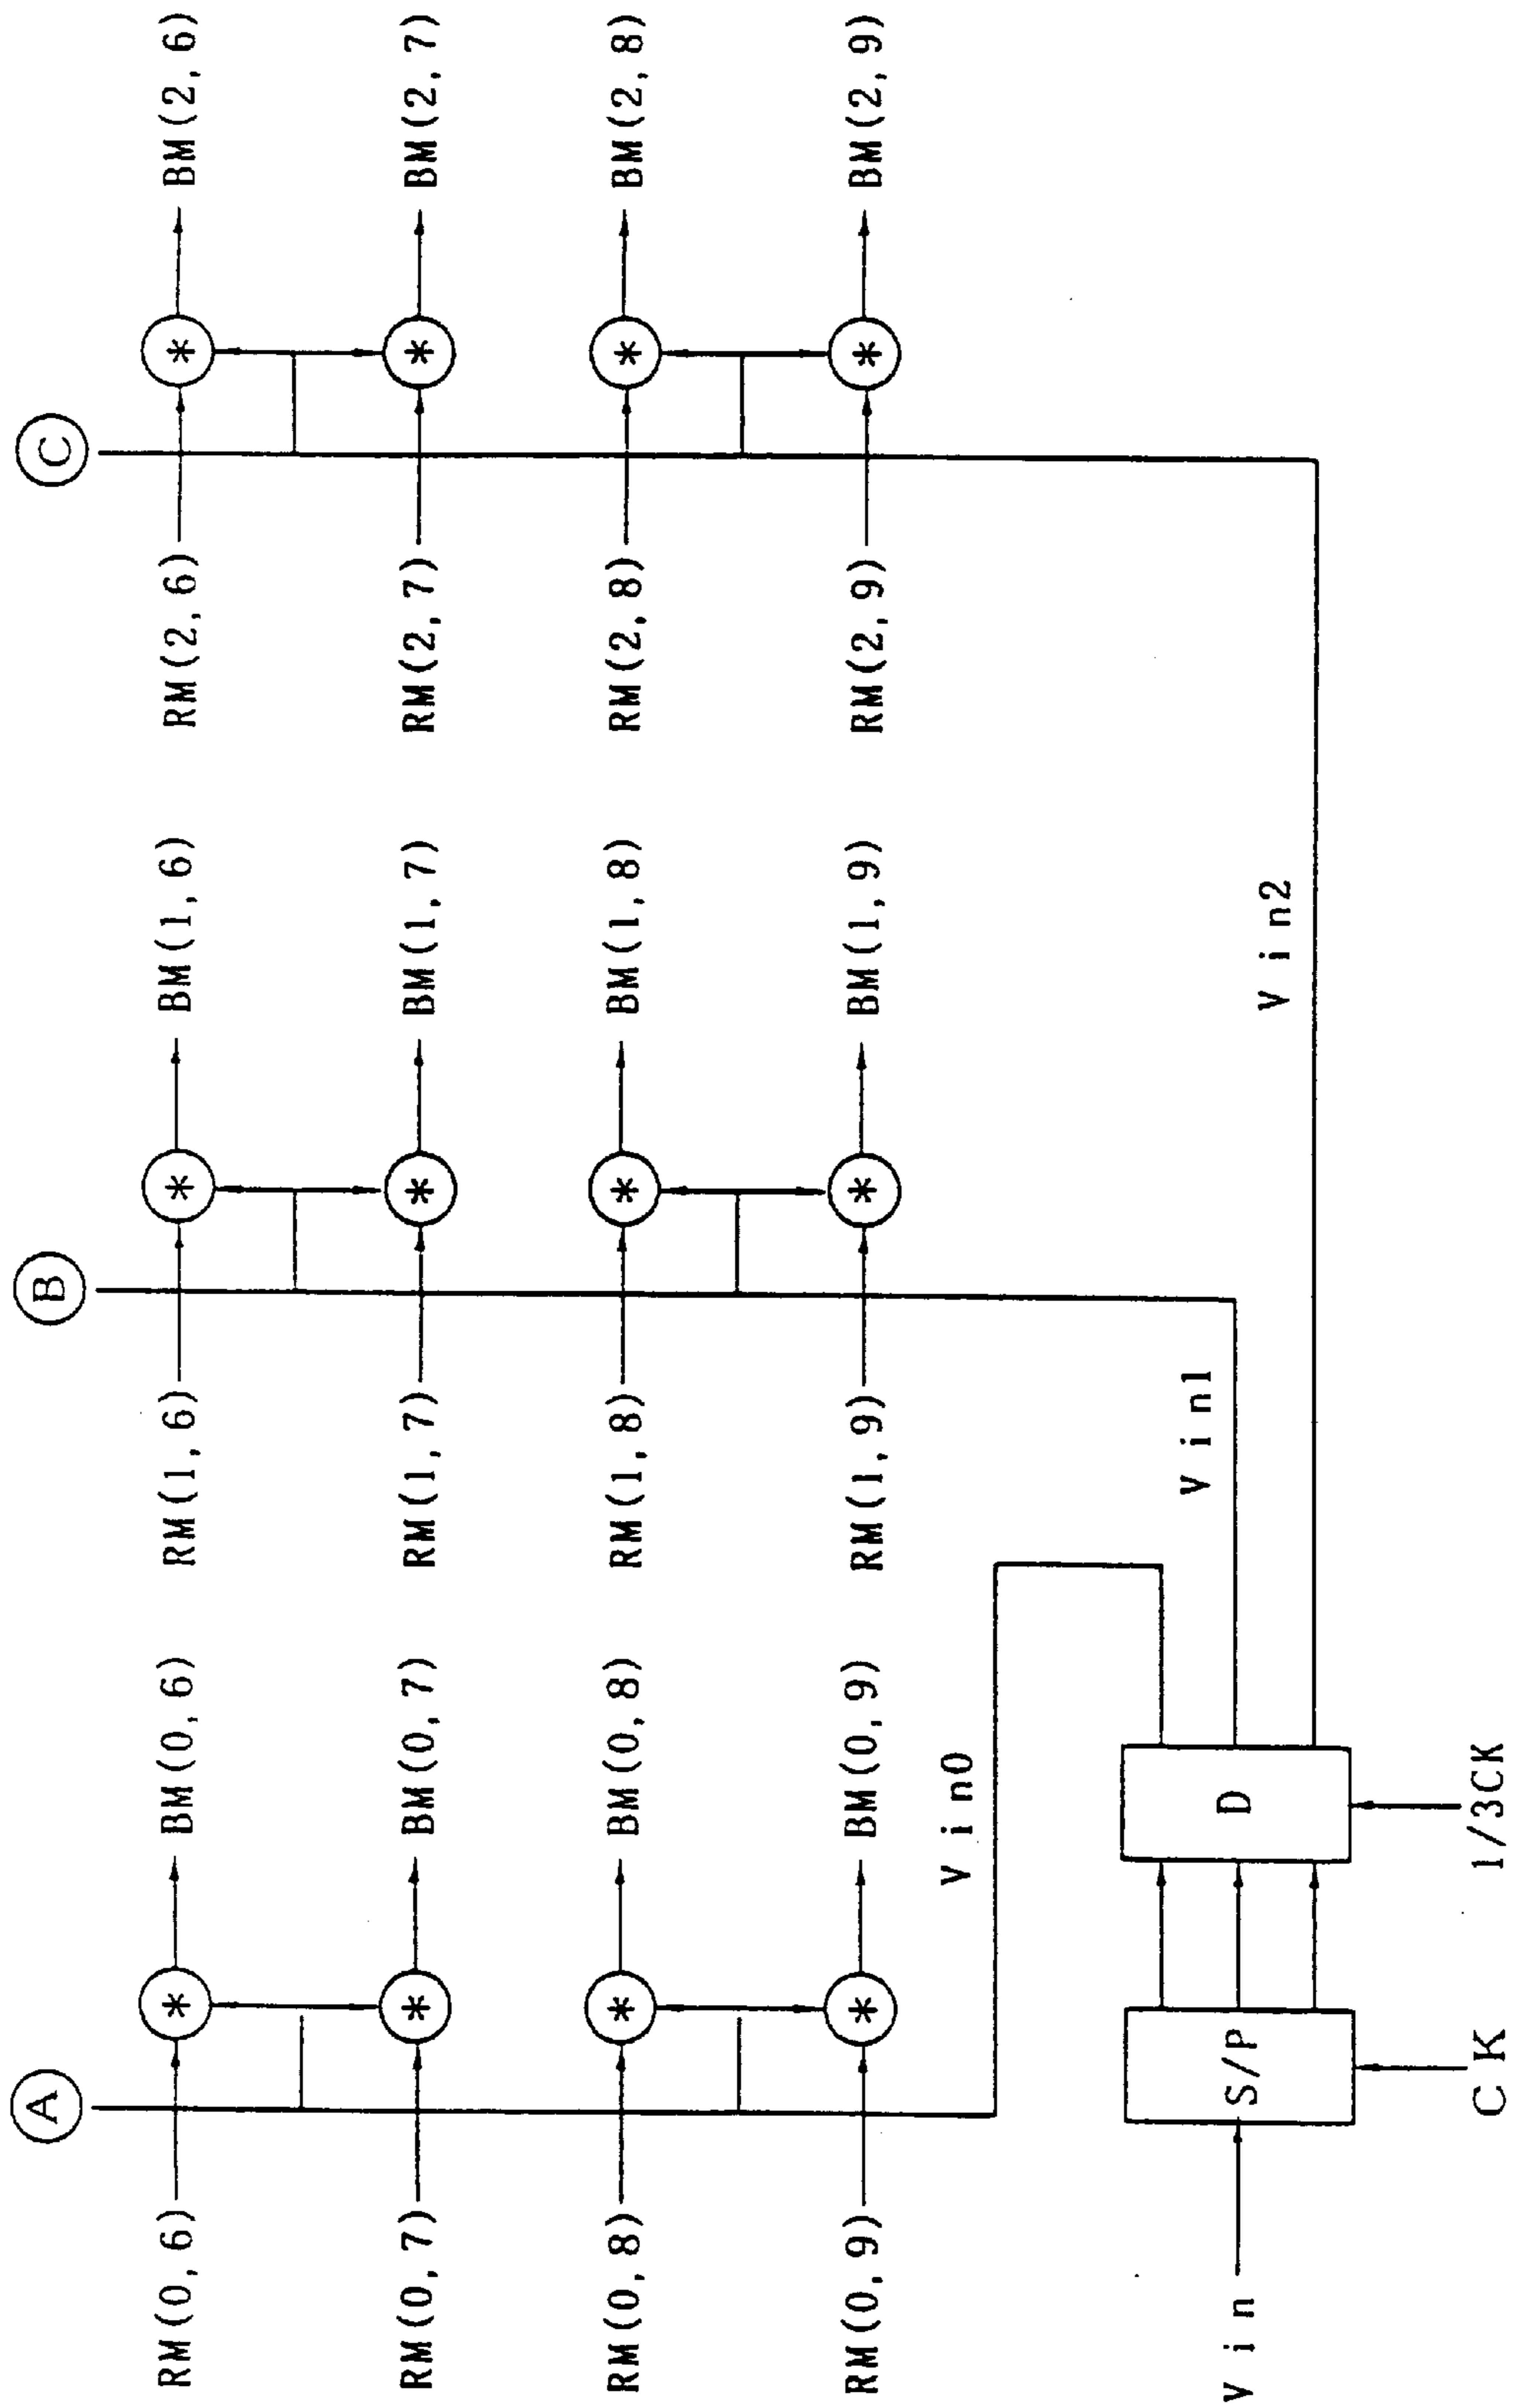 A
B
C
RM(0,6)
BM(0,6)
RM(1,6)
BM(1,6)
RM(2,6)
BM(2,6)
RM(0,7)
BM(0,7)
RM(1,7)
BM(1,7)
RM(2,7)
BM(2,7)
RM(0,8)
BM(0,8)
RM(1,8)
BM(1,8)
RM(2,8)
BM(2,8)
RM(0,9)
BM(0,9)
RM(1,9)
BM(1,9)
RM(2,9)
BM(2,9)
Vin0
Vin1
Vin2
Vin
S/P
D
CK
1/3CK
*
*
*
*
*
*
*
*
*
*
*
*